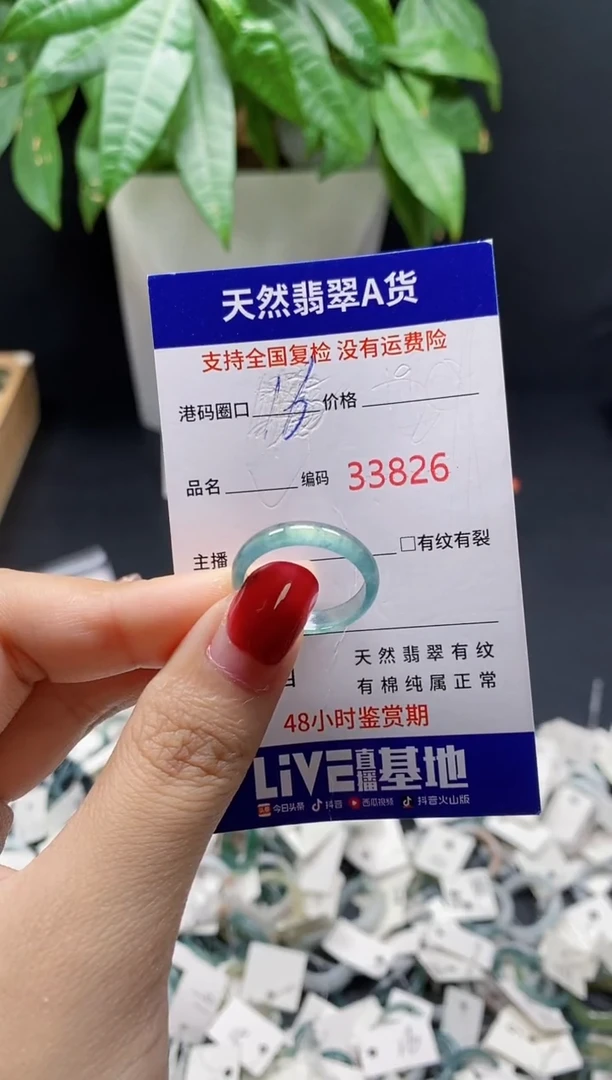 天然翡翠A货
支持全国复检 没有运费险
港码圈口 价格
品名 编码 33826
主播 □有纹有裂
天然翡翠有纹
日 有棉纯属正常
48小时鉴赏期
LiVE直播基地
今日头条 抖音 西瓜视频 抖音火山版